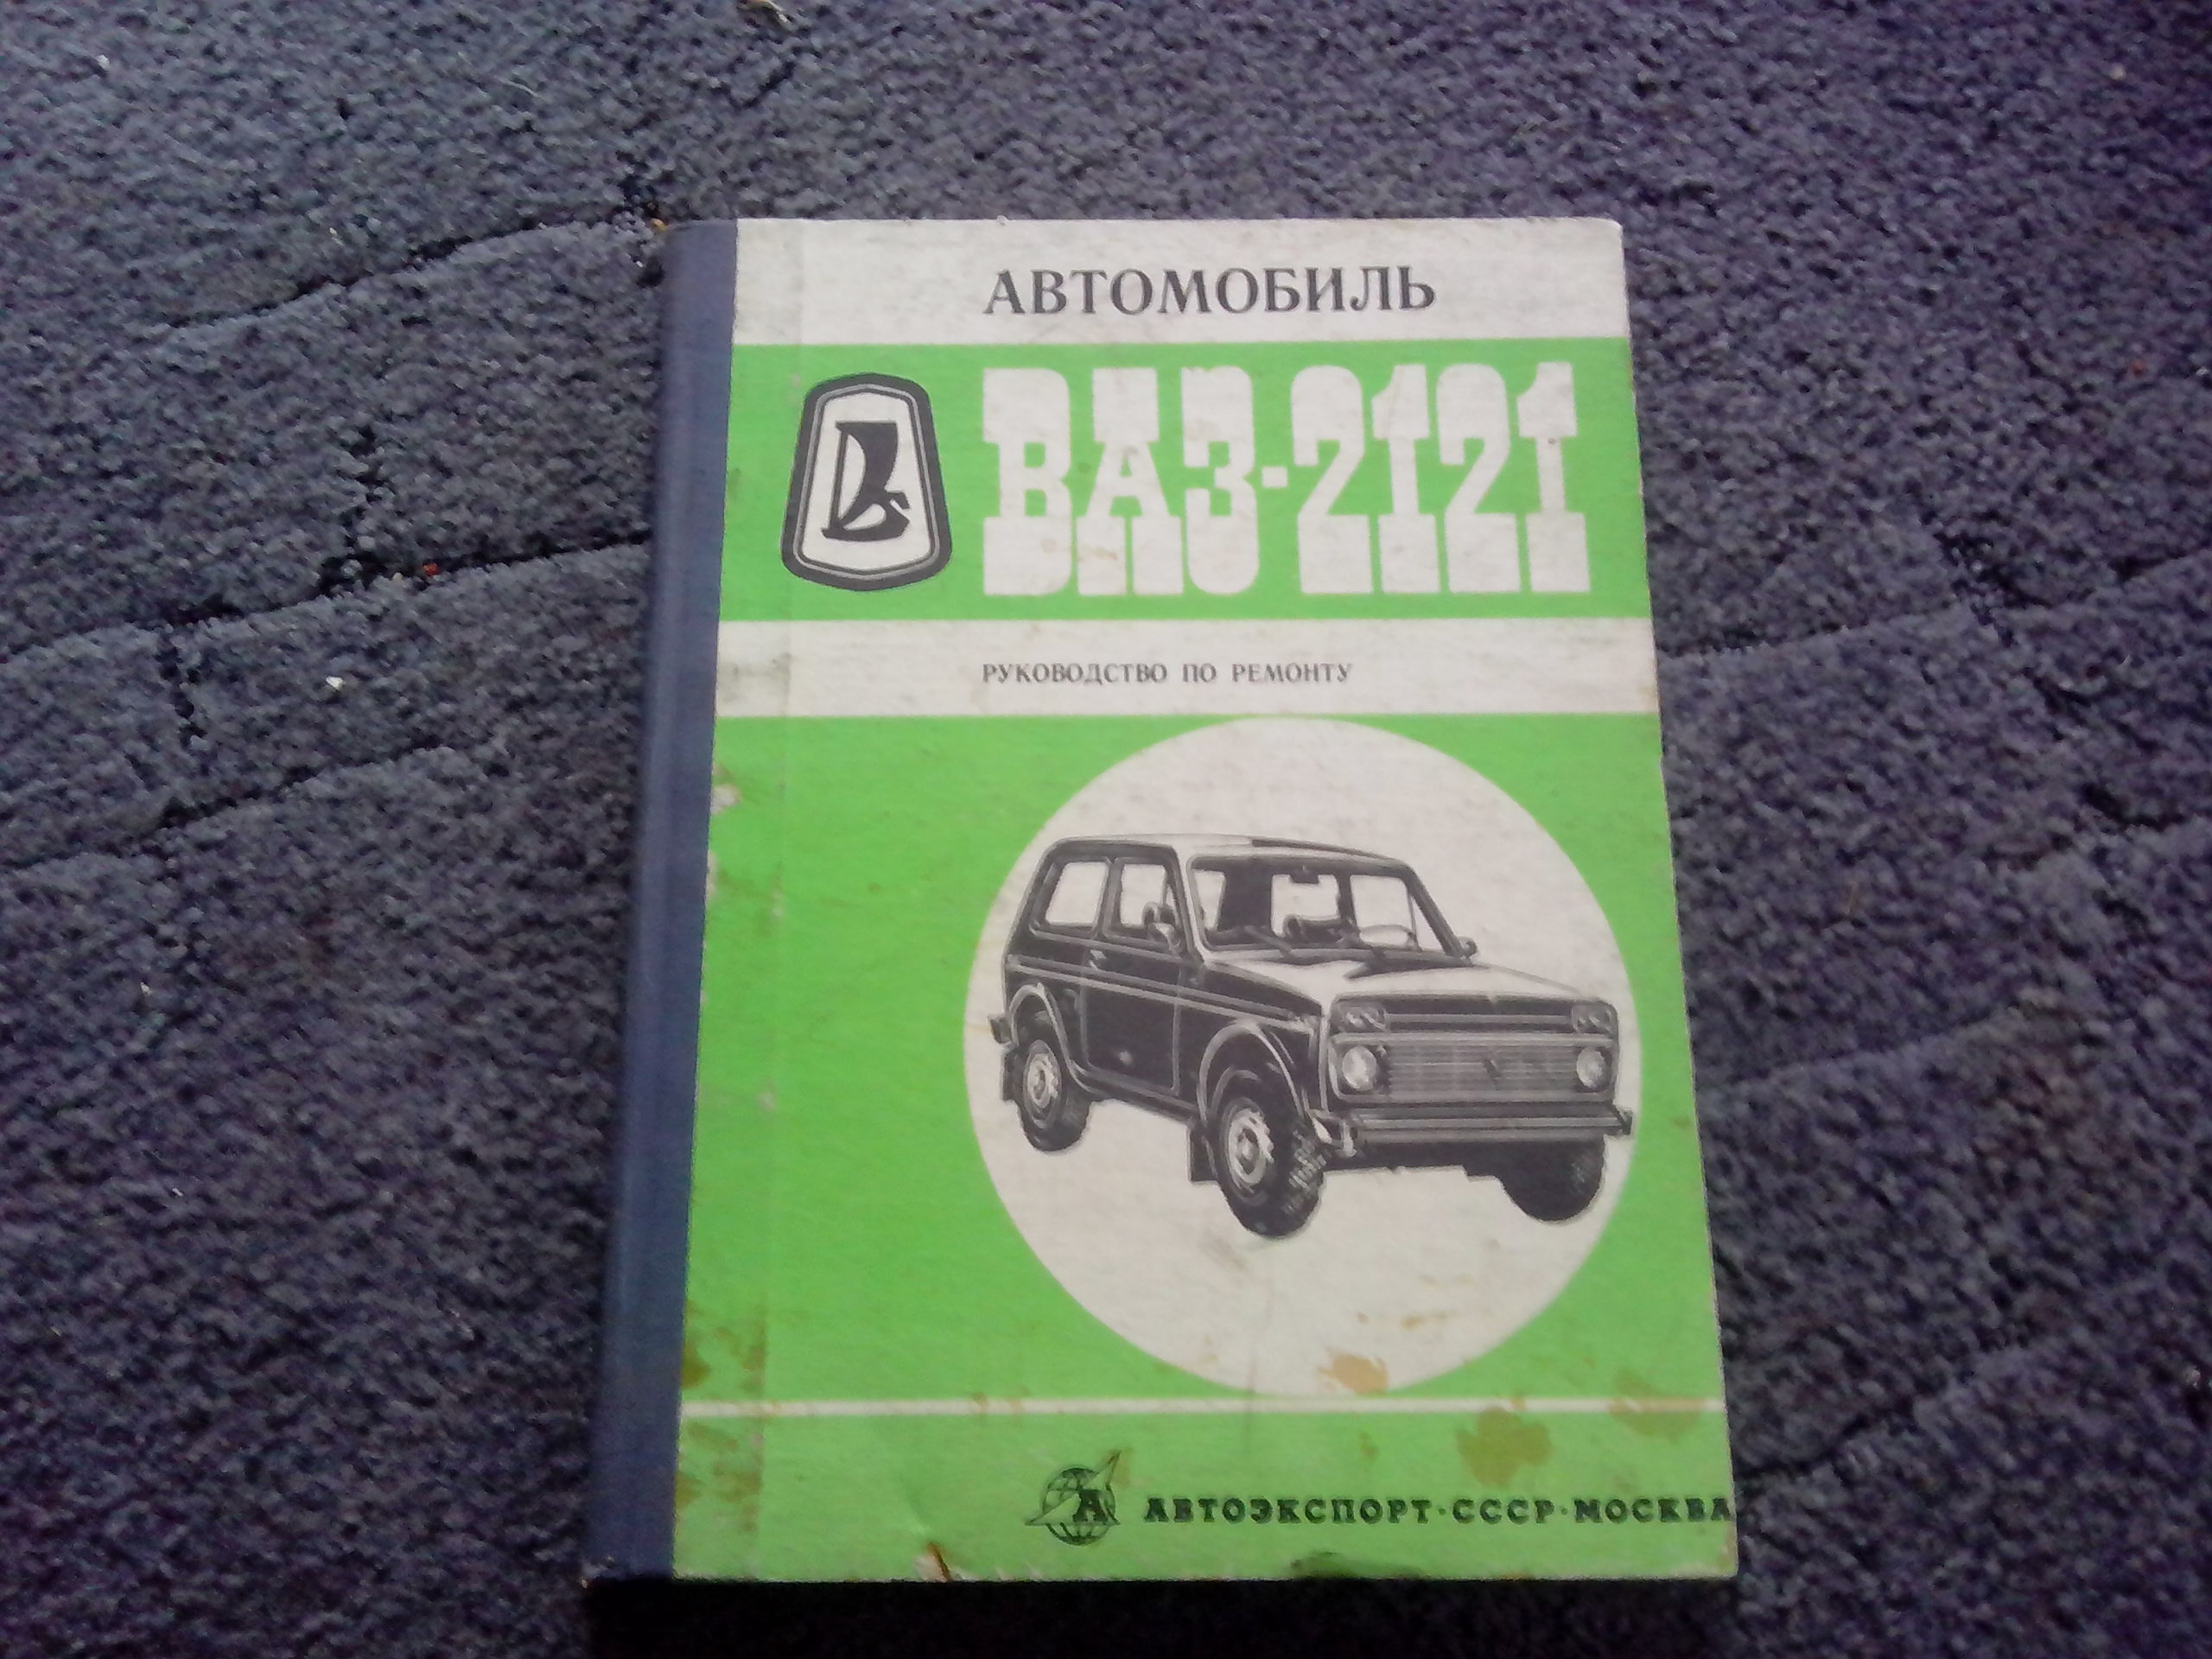 АВТОМОБИЛЬ
ВАЗ-2121
РУКОВОДСТВО ПО РЕМОНТУ
А АВТОЭКСПОРТ·СССР·МОСКВА